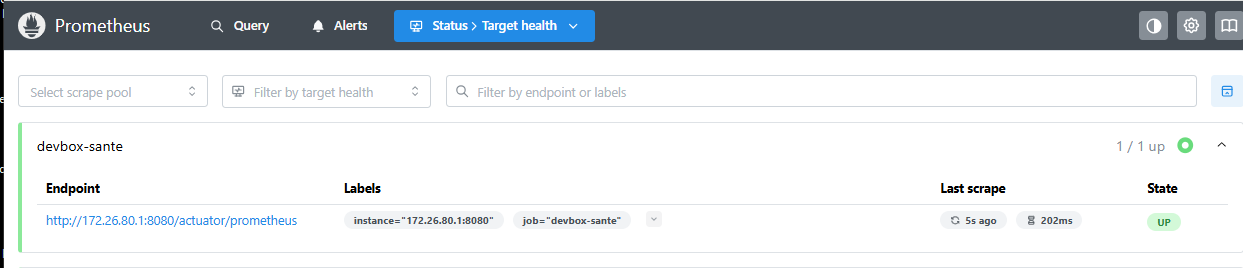 Prometheus Query Alerts Status > Target health
Select scrape pool Filter by target health Filter by endpoint or labels
devbox-sante 1 / 1 up
Endpoint Labels Last scrape State
http://172.26.80.1:8080/actuator/prometheus instance="172.26.80.1:8080" job="devbox-sante" 5s ago 202ms UP